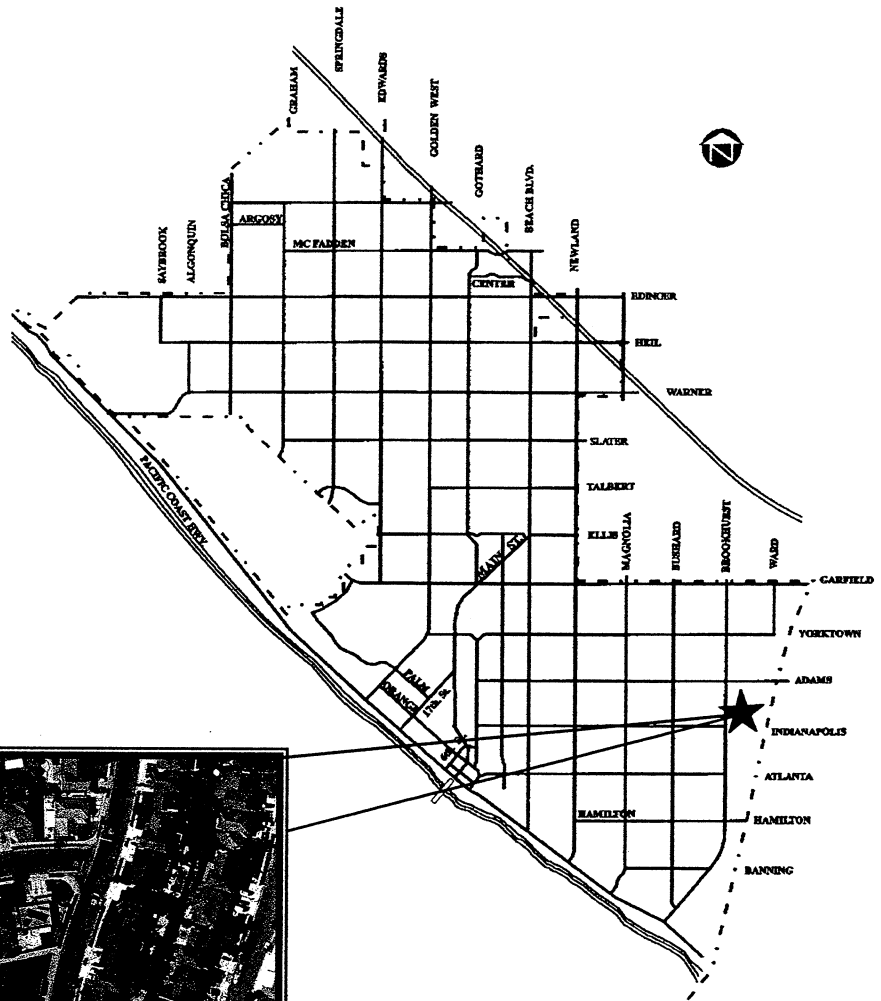 SPRINGDALE
GRAHAM
EDWARDS
GOLDEN WEST
GOTHARD
BEACH BLVD.
NEWLAND
BOLSA CHICA
SAYBROOK
ALGONQUIN
ARGOSY
MC FADDEN
CENTER
EDINGER
HEIL
WARNER
SLATER
TALBERT
PACIFIC COAST HWY
ELLIS
MAIN ST.
MAGNOLIA
BUSHARD
BROOKHURST
WARD
GARFIELD
YORKTOWN
ADAMS
PALM
ORANGE
17th. St.
INDIANAPOLIS
ATLANTA
HAMILTON
HAMILTON
BANNING
N